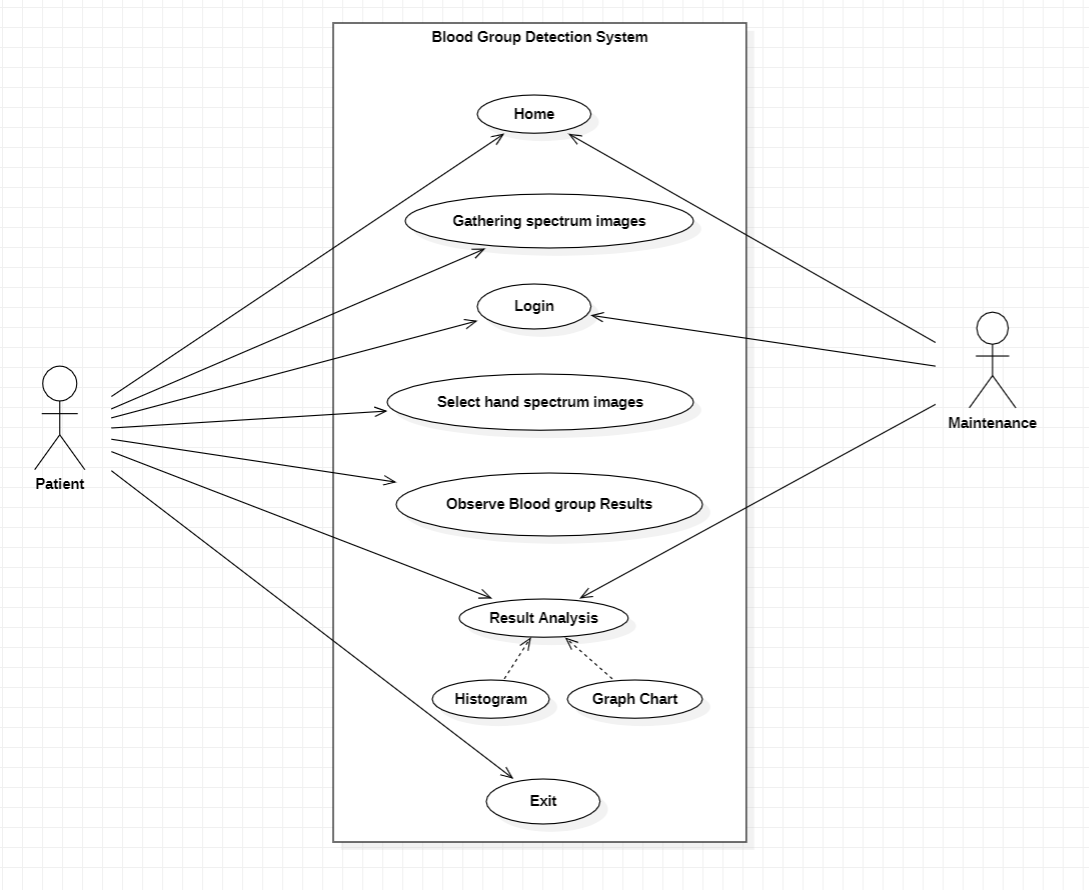 Blood Group Detection System
Home
Gathering spectrum images
Login
Select hand spectrum images
Maintenance
Patient
Observe Blood group Results
Result Analysis
Histogram
Graph Chart
Exit